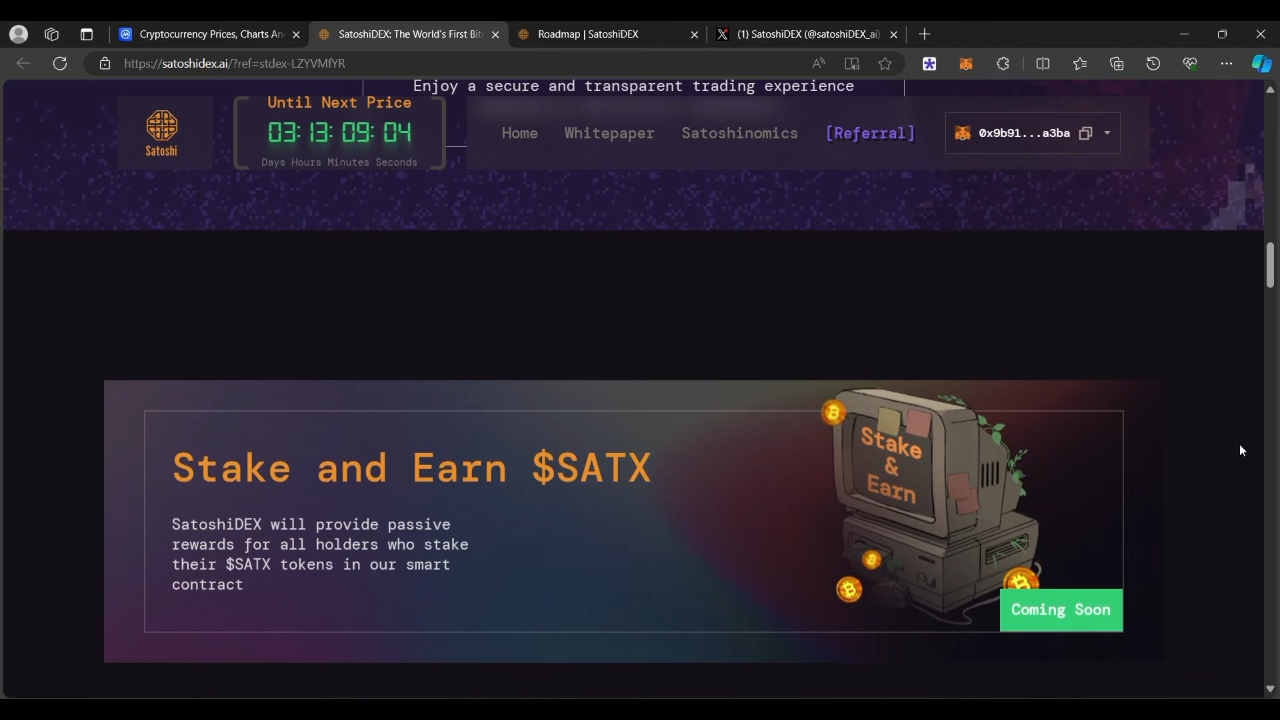 Cryptocurrency Prices, Charts An
SatoshiDEX: The World's First Bit
Roadmap | SatoshiDEX
(1) SatoshiDEX (@satoshiDEX_ai)
https://satoshidex.ai/?ref=stdex-LZYVMfYR
Enjoy a secure and transparent trading experience
Satoshi
Until Next Price
03:13:09:04
Days Hours Minutes Seconds
Home
Whitepaper
Satoshinomics
[Referral]
0x9b91...a3ba
Stake and Earn $SATX
SatoshiDEX will provide passive
rewards for all holders who stake
their $SATX tokens in our smart
contract
Stake
&
Earn
Coming Soon